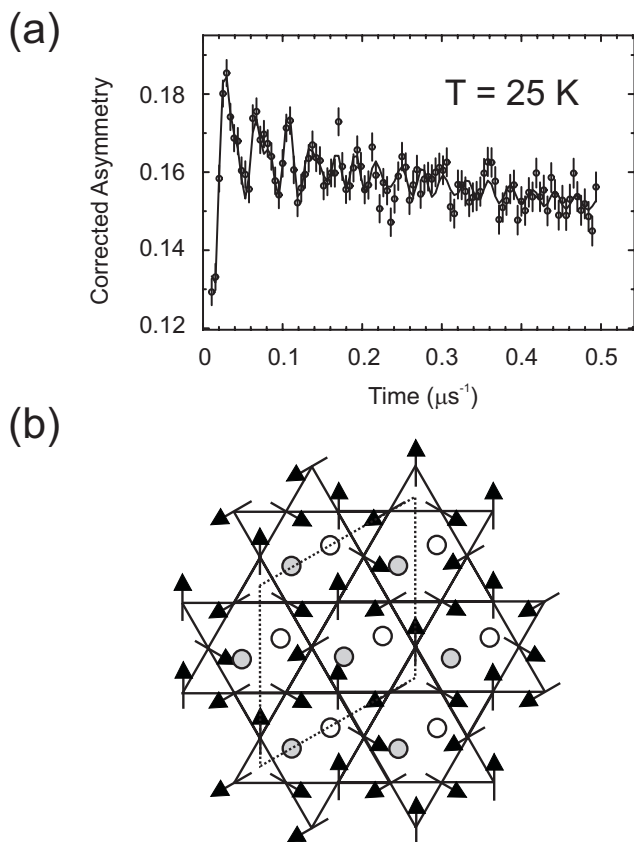 (a)
T = 25 K
Corrected Asymmetry
0.18
0.16
0.14
0.12
0 0.1 0.2 0.3 0.4 0.5
Time (μs⁻¹)
(b)